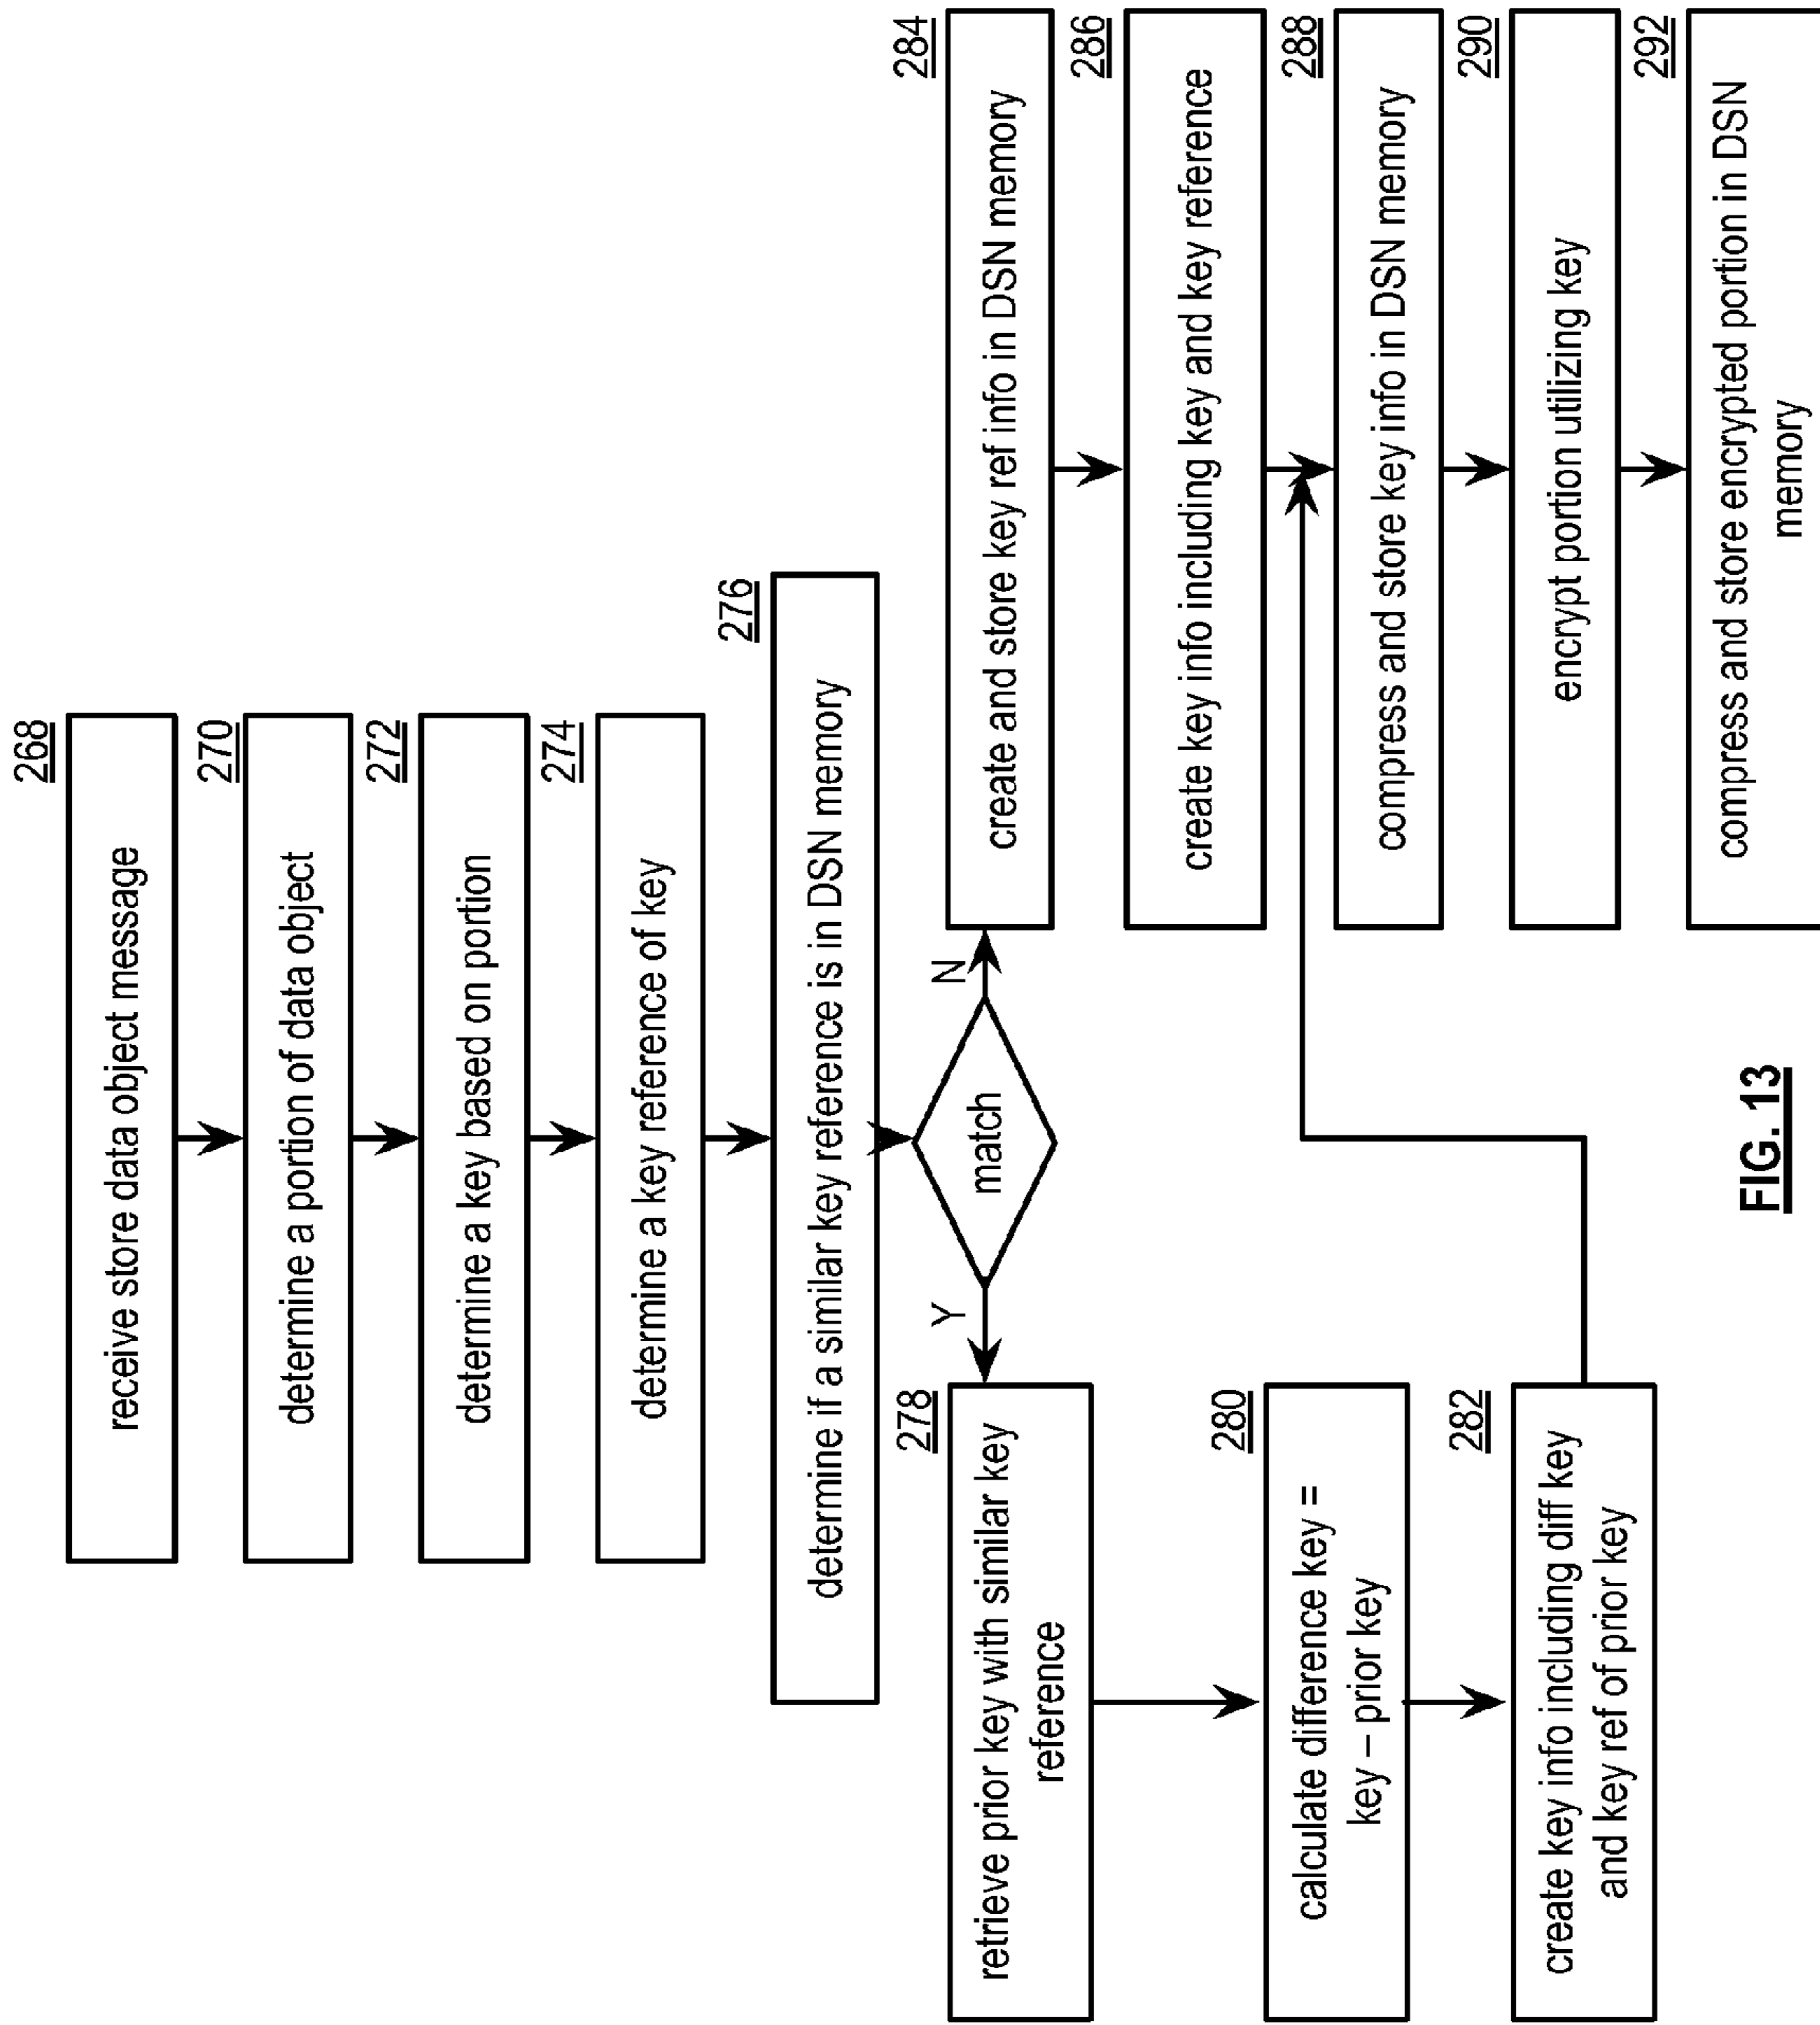 268
receive store data object message
270
determine a portion of data object
272
determine a key based on portion
274
determine a key reference of key
276
determine if a similar key reference is in DSN memory
match
Y
N
278
retrieve prior key with similar key
reference
280
calculate difference key =
key – prior key
282
create key info including diff key
and key ref of prior key
284
create and store key ref info in DSN memory
286
create key info including key and key reference
288
compress and store key info in DSN memory
290
encrypt portion utilizing key
292
compress and store encrypted portion in DSN
memory
FIG. 13